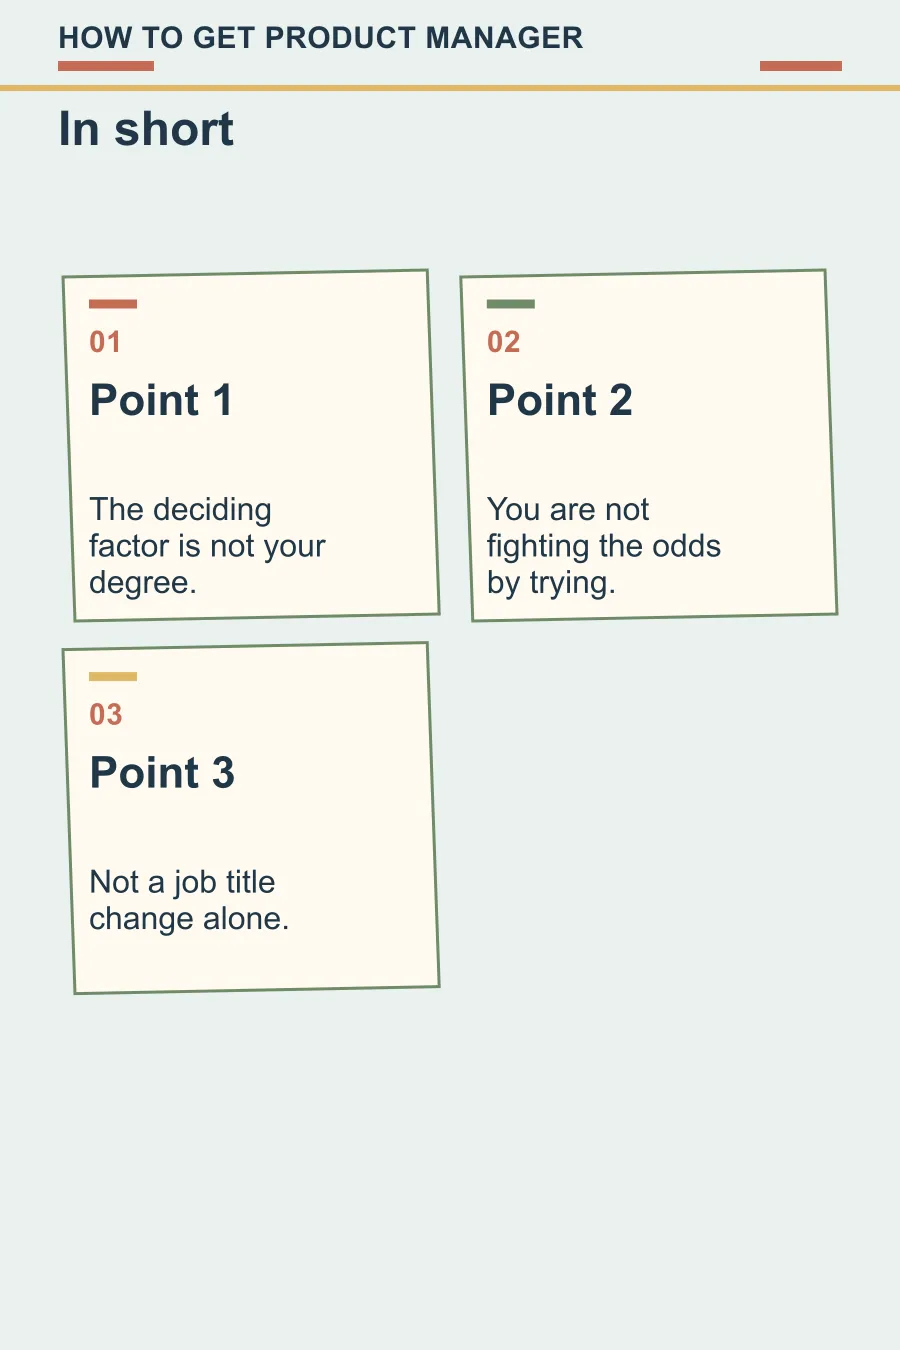 HOW TO GET PRODUCT MANAGER
In short
01
Point 1
The deciding
factor is not your
degree.
02
Point 2
You are not
fighting the odds
by trying.
03
Point 3
Not a job title
change alone.